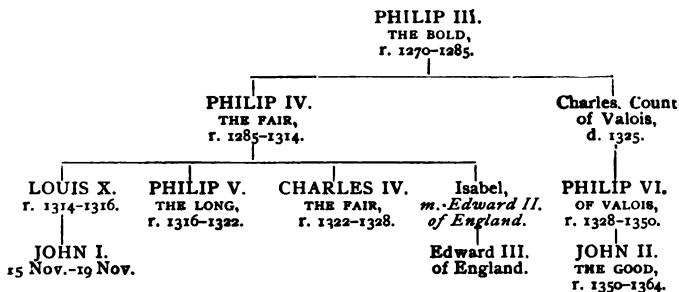 PHILIP III.
THE BOLD,
r. 1270–1285.
PHILIP IV.
THE FAIR,
r. 1285–1314.
Charles, Count
of Valois,
d. 1325.
LOUIS X.
r. 1314–1316.
PHILIP V.
THE LONG,
r. 1316–1322.
CHARLES IV.
THE FAIR,
r. 1322–1328.
Isabel,
m. Edward II.
of England.
PHILIP VI.
OF VALOIS,
r. 1328–1350.
JOHN I.
15 Nov.–19 Nov.
Edward III.
of England.
JOHN II.
THE GOOD,
r. 1350–1364.